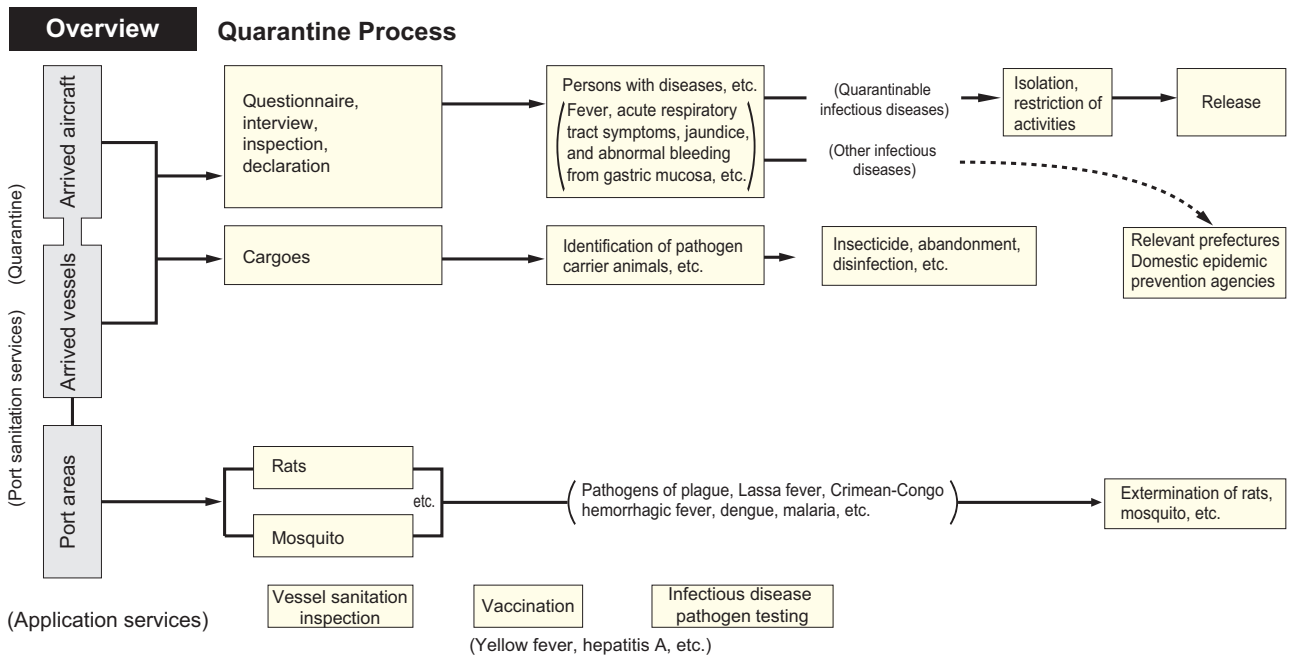 Overview
Quarantine Process
(Quarantine)
Arrived aircraft
Arrived vessels
Questionnaire,
interview,
inspection,
declaration
Persons with diseases, etc.
(Fever, acute respiratory
tract symptoms, jaundice,
and abnormal bleeding
from gastric mucosa, etc.)
(Quarantinable
infectious diseases)
Isolation,
restriction of
activities
Release
(Other infectious
diseases)
Relevant prefectures
Domestic epidemic
prevention agencies
Cargoes
Identification of pathogen
carrier animals, etc.
Insecticide, abandonment,
disinfection, etc.
(Port sanitation services)
Port areas
Rats
etc.
Mosquito
(Pathogens of plague, Lassa fever, Crimean-Congo
hemorrhagic fever, dengue, malaria, etc.)
Extermination of rats,
mosquito, etc.
(Application services)
Vessel sanitation
inspection
Vaccination
(Yellow fever, hepatitis A, etc.)
Infectious disease
pathogen testing